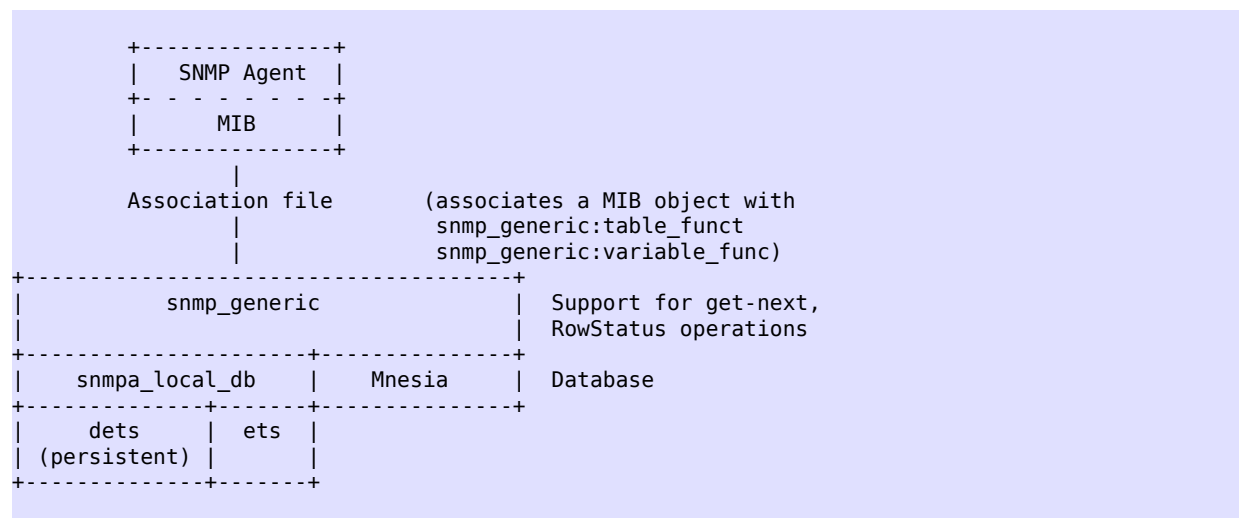 +---------------+
|   SNMP Agent  |
+- - - - - - - -+
|      MIB      |
+---------------+
|
Association file       (associates a MIB object with
|               snmp_generic:table_funct
|               snmp_generic:variable_func)
+--------------------------------------+
|           snmp_generic               |  Support for get-next,
|                                      |  RowStatus operations
+----------------------+---------------+
|    snmpa_local_db    |    Mnesia     |  Database
+--------------+-------+---------------+
|     dets     |  ets  |
| (persistent) |       |
+--------------+-------+